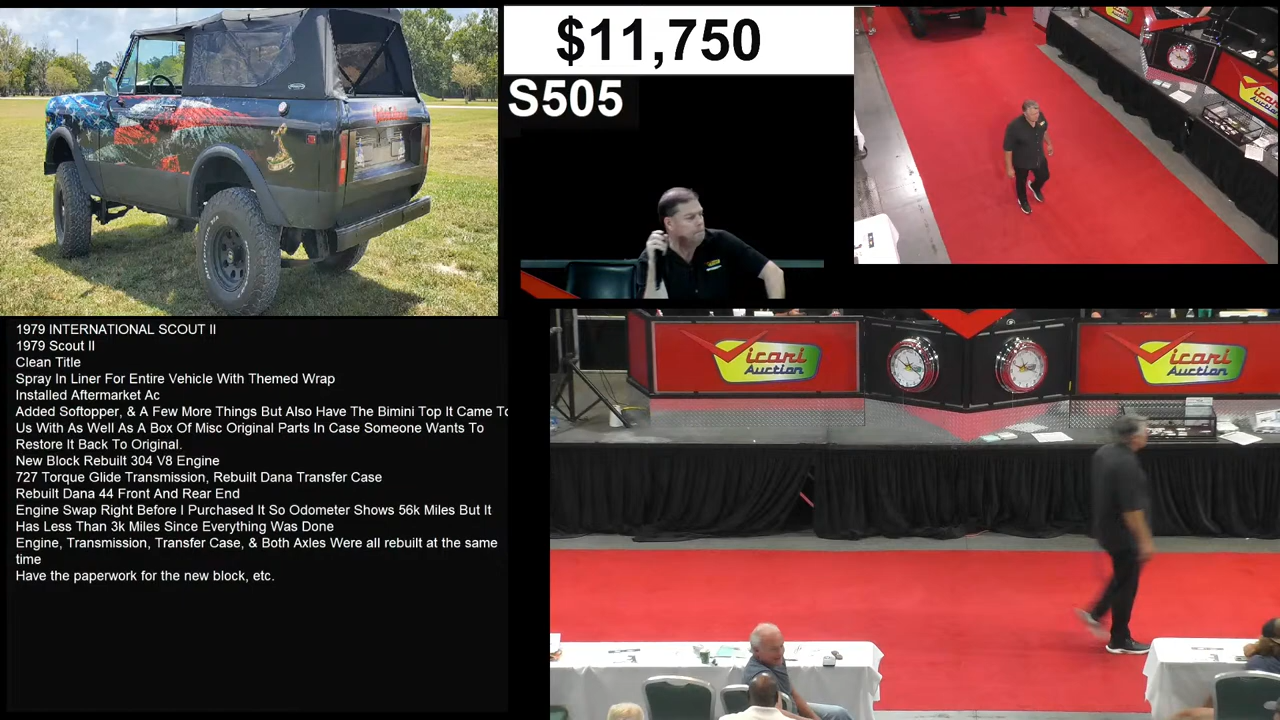 $11,750
S505
1979 INTERNATIONAL SCOUT II
1979 Scout II
Clean Title
Spray In Liner For Entire Vehicle With Themed Wrap
Installed Aftermarket Ac
Added Softopper, & A Few More Things But Also Have The Bimini Top It Came To
Us With As Well As A Box Of Misc Original Parts In Case Someone Wants To
Restore It Back To Original.
New Block Rebuilt 304 V8 Engine
727 Torque Glide Transmission, Rebuilt Dana Transfer Case
Rebuilt Dana 44 Front And Rear End
Engine Swap Right Before I Purchased It So Odometer Shows 56k Miles But It
Has Less Than 3k Miles Since Everything Was Done
Engine, Transmission, Transfer Case, & Both Axles Were all rebuilt at the same
time
Have the paperwork for the new block, etc.
Vicari
Auction
Vicari
Auction